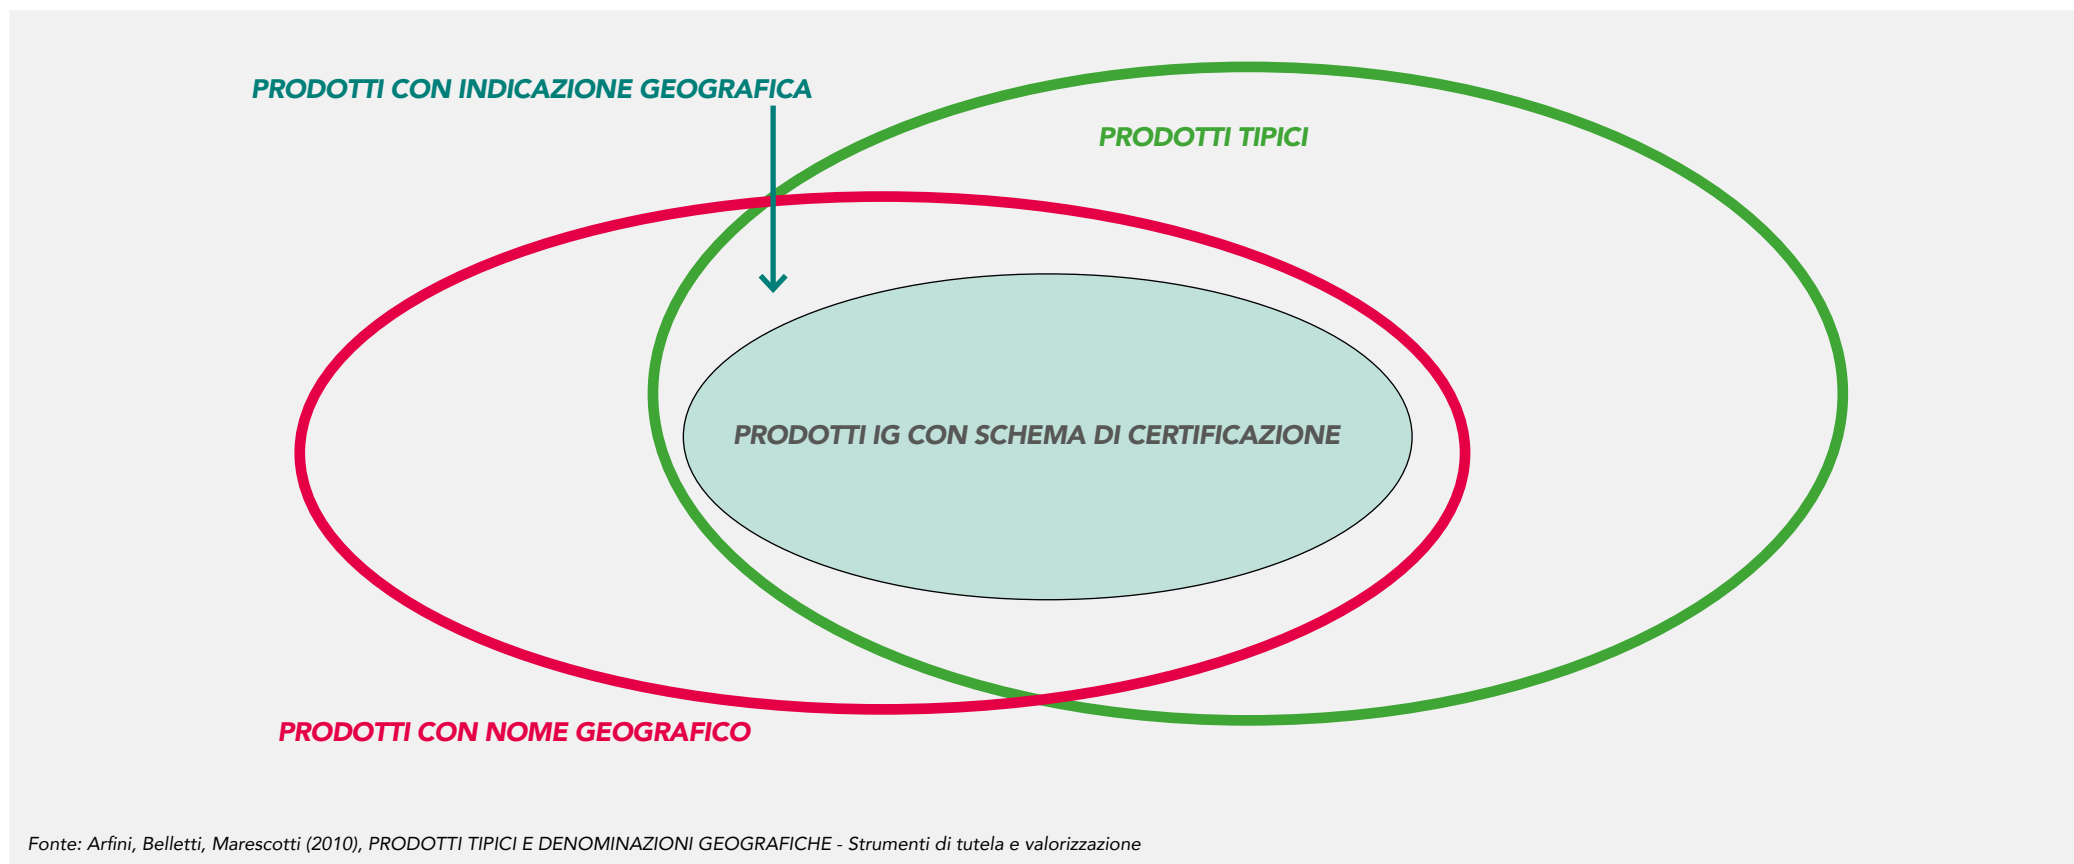 PRODOTTI CON INDICAZIONE GEOGRAFICA
PRODOTTI TIPICI
PRODOTTI IG CON SCHEMA DI CERTIFICAZIONE
PRODOTTI CON NOME GEOGRAFICO
Fonte: Arfini, Belletti, Marescotti (2010), PRODOTTI TIPICI E DENOMINAZIONI GEOGRAFICHE - Strumenti di tutela e valorizzazione